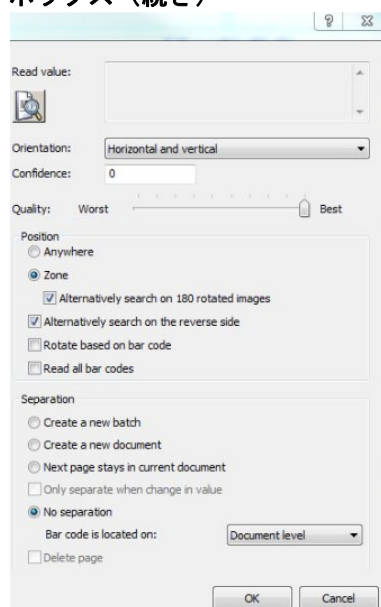 ボックス (続き)
Read value:
Orientation: Horizontal and vertical
Confidence: 0
Quality: Worst Best
Position
Anywhere
Zone
Alternatively search on 180 rotated images
Alternatively search on the reverse side
Rotate based on bar code
Read all bar codes
Separation
Create a new batch
Create a new document
Next page stays in current document
Only separate when change in value
No separation
Bar code is located on: Document level
Delete page
OK Cancel